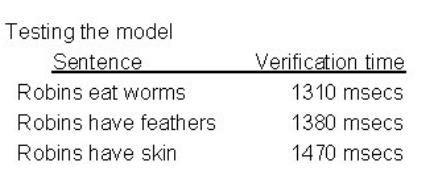 Testing the model
Sentence Verification time
Robins eat worms 1310 msecs
Robins have feathers 1380 msecs
Robins have skin 1470 msecs